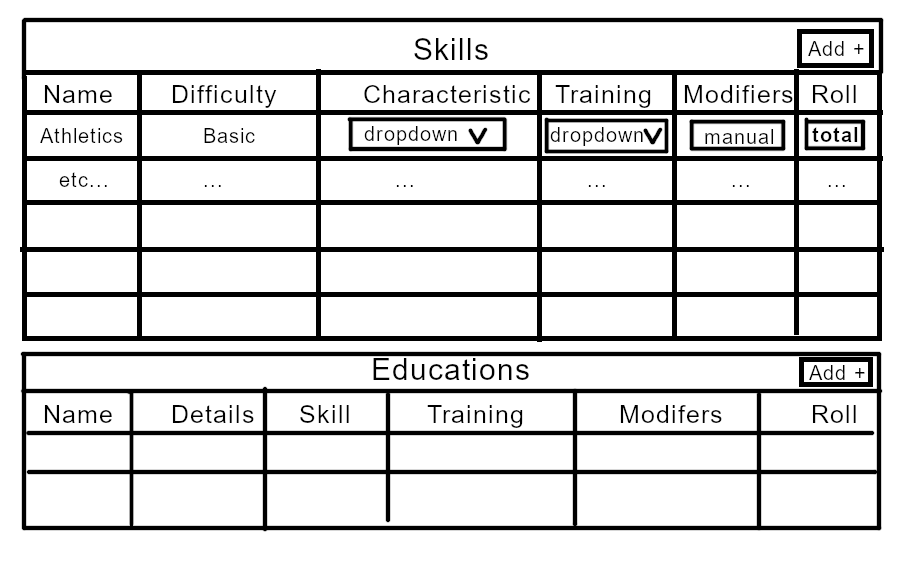 Skills Add +
Name Difficulty Characteristic Training Modifiers Roll
Athletics Basic dropdown dropdown manual total
etc... ... ... ... ... ...
Educations Add +
Name Details Skill Training Modifers Roll